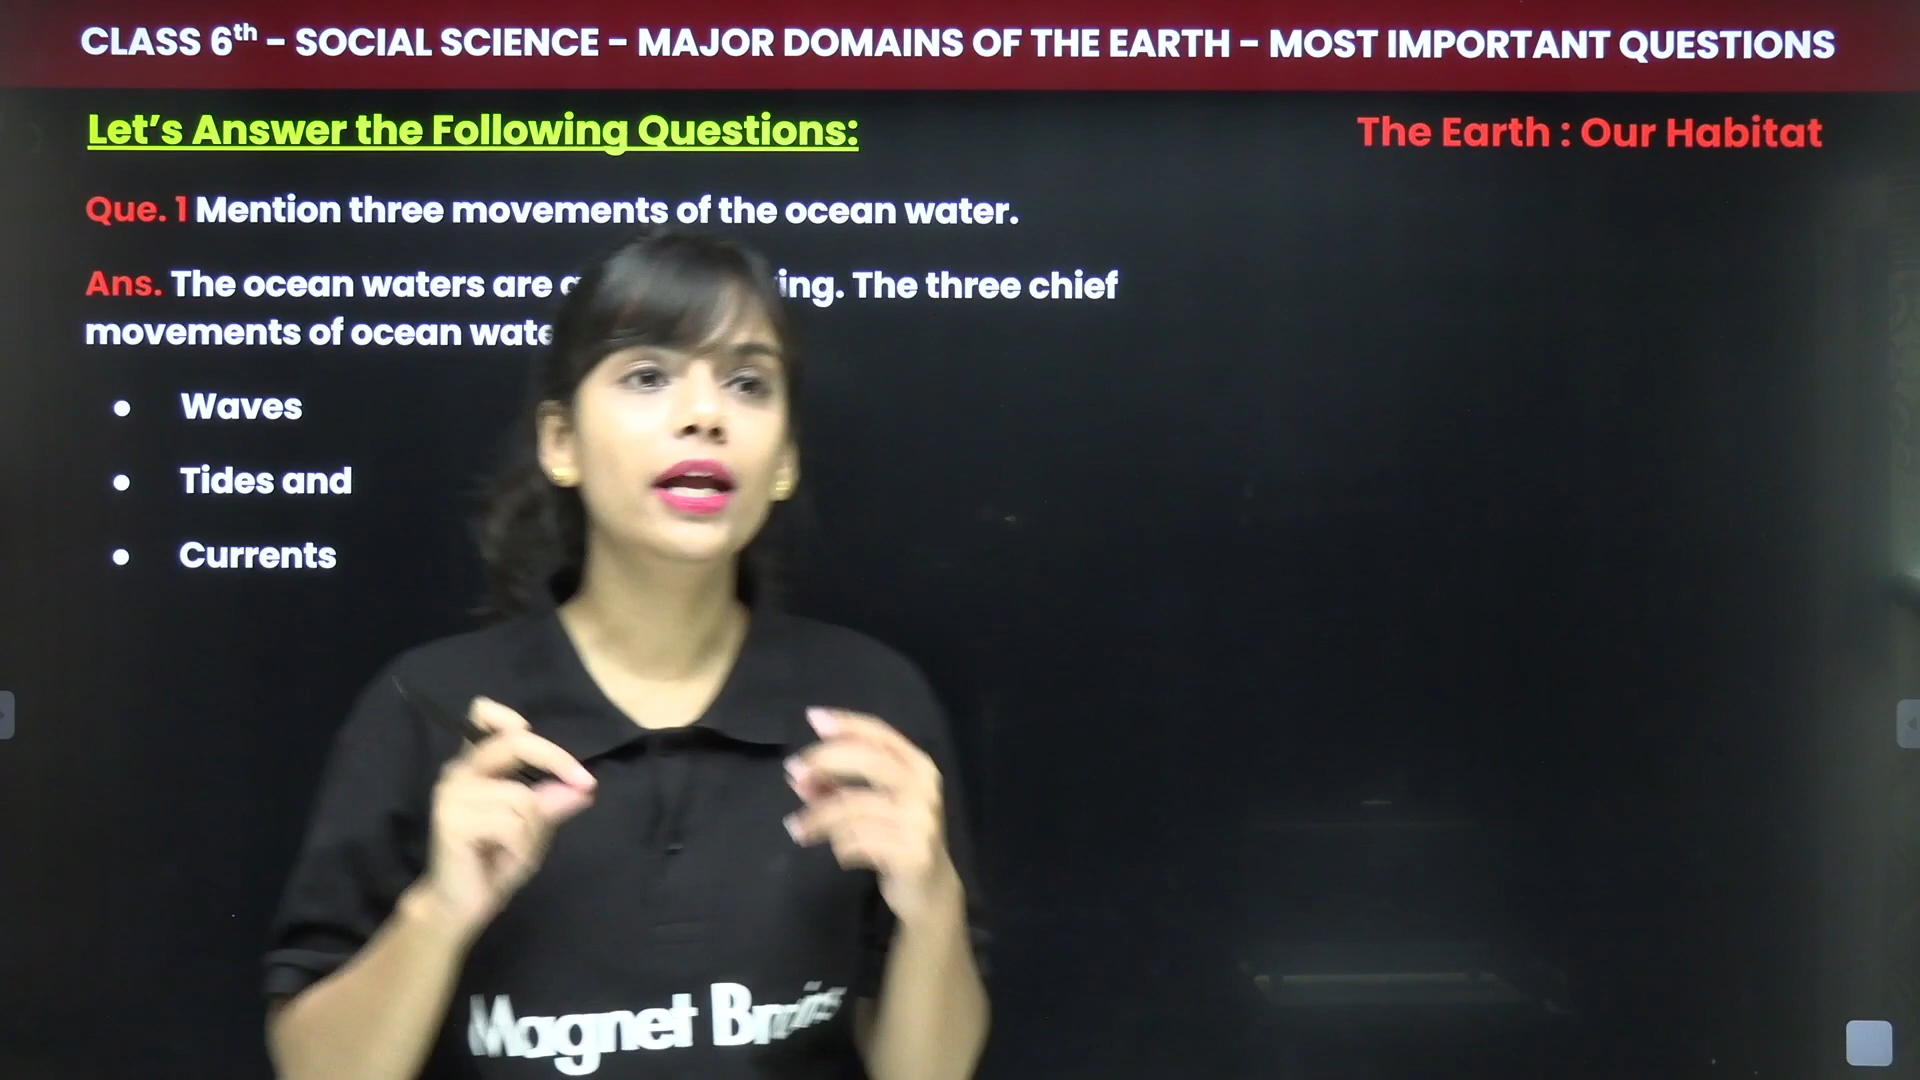 CLASS 6th - SOCIAL SCIENCE - MAJOR DOMAINS OF THE EARTH - MOST IMPORTANT QUESTIONS
Let's Answer the Following Questions:
The Earth : Our Habitat
Que. 1 Mention three movements of the ocean water.
Ans. The ocean waters are ing. The three chief
movements of ocean wate
• Waves
• Tides and
• Currents
Magnet Brains